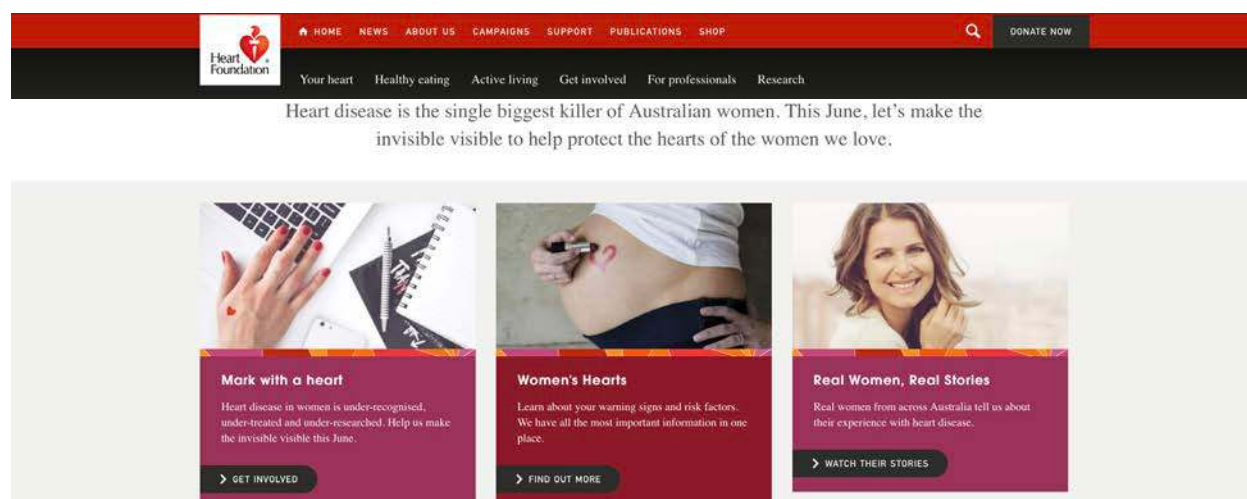 HOME NEWS ABOUT US CAMPAIGNS SUPPORT PUBLICATIONS SHOP DONATE NOW
Heart
Foundation
Your heart Healthy eating Active living Get involved For professionals Research
Heart disease is the single biggest killer of Australian women. This June, let's make the
invisible visible to help protect the hearts of the women we love.
Mark with a heart
Heart disease in women is under-recognised,
under-treated and under-researched. Help us make
the invisible visible this June.
GET INVOLVED
Women's Hearts
Learn about your warning signs and risk factors.
We have all the most important information in one
place.
FIND OUT MORE
Real Women, Real Stories
Real women from across Australia tell us about
their experience with heart disease.
WATCH THEIR STORIES